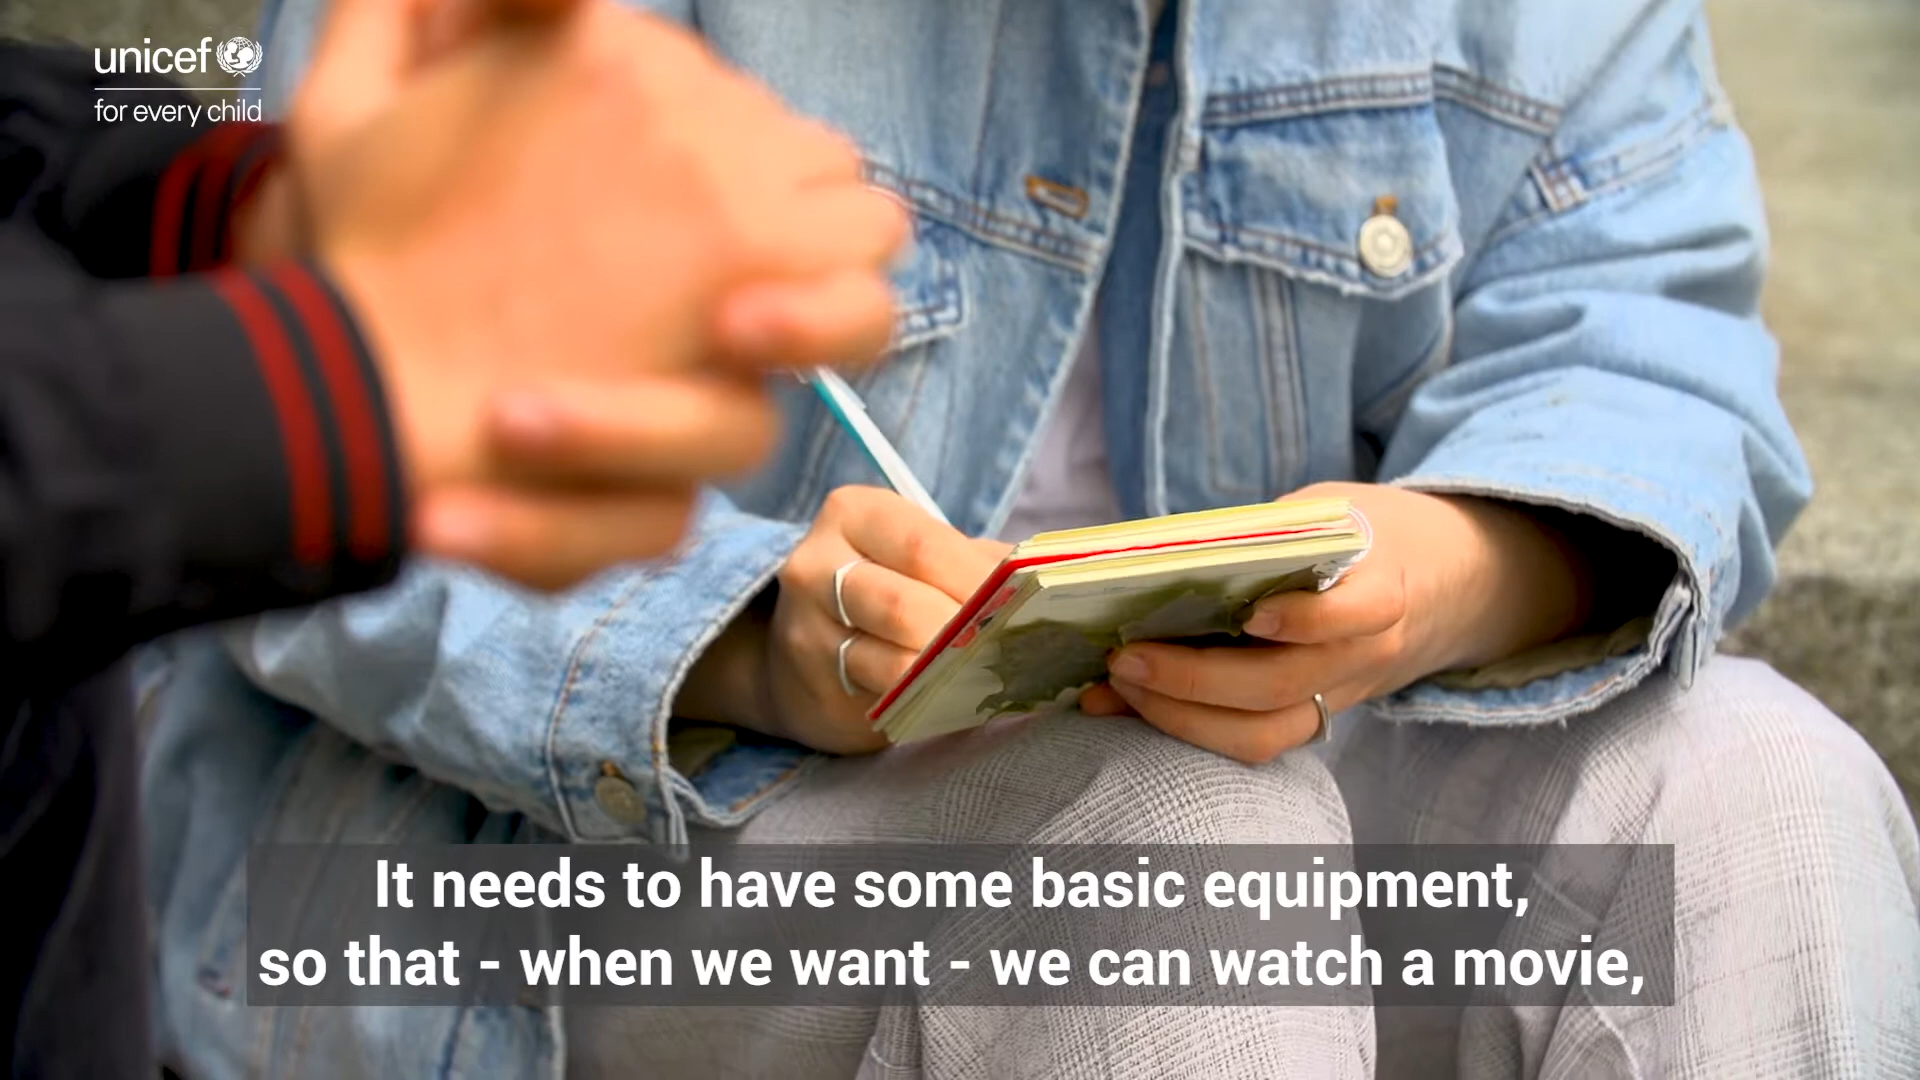 unicef
for every child
It needs to have some basic equipment,
so that - when we want - we can watch a movie,